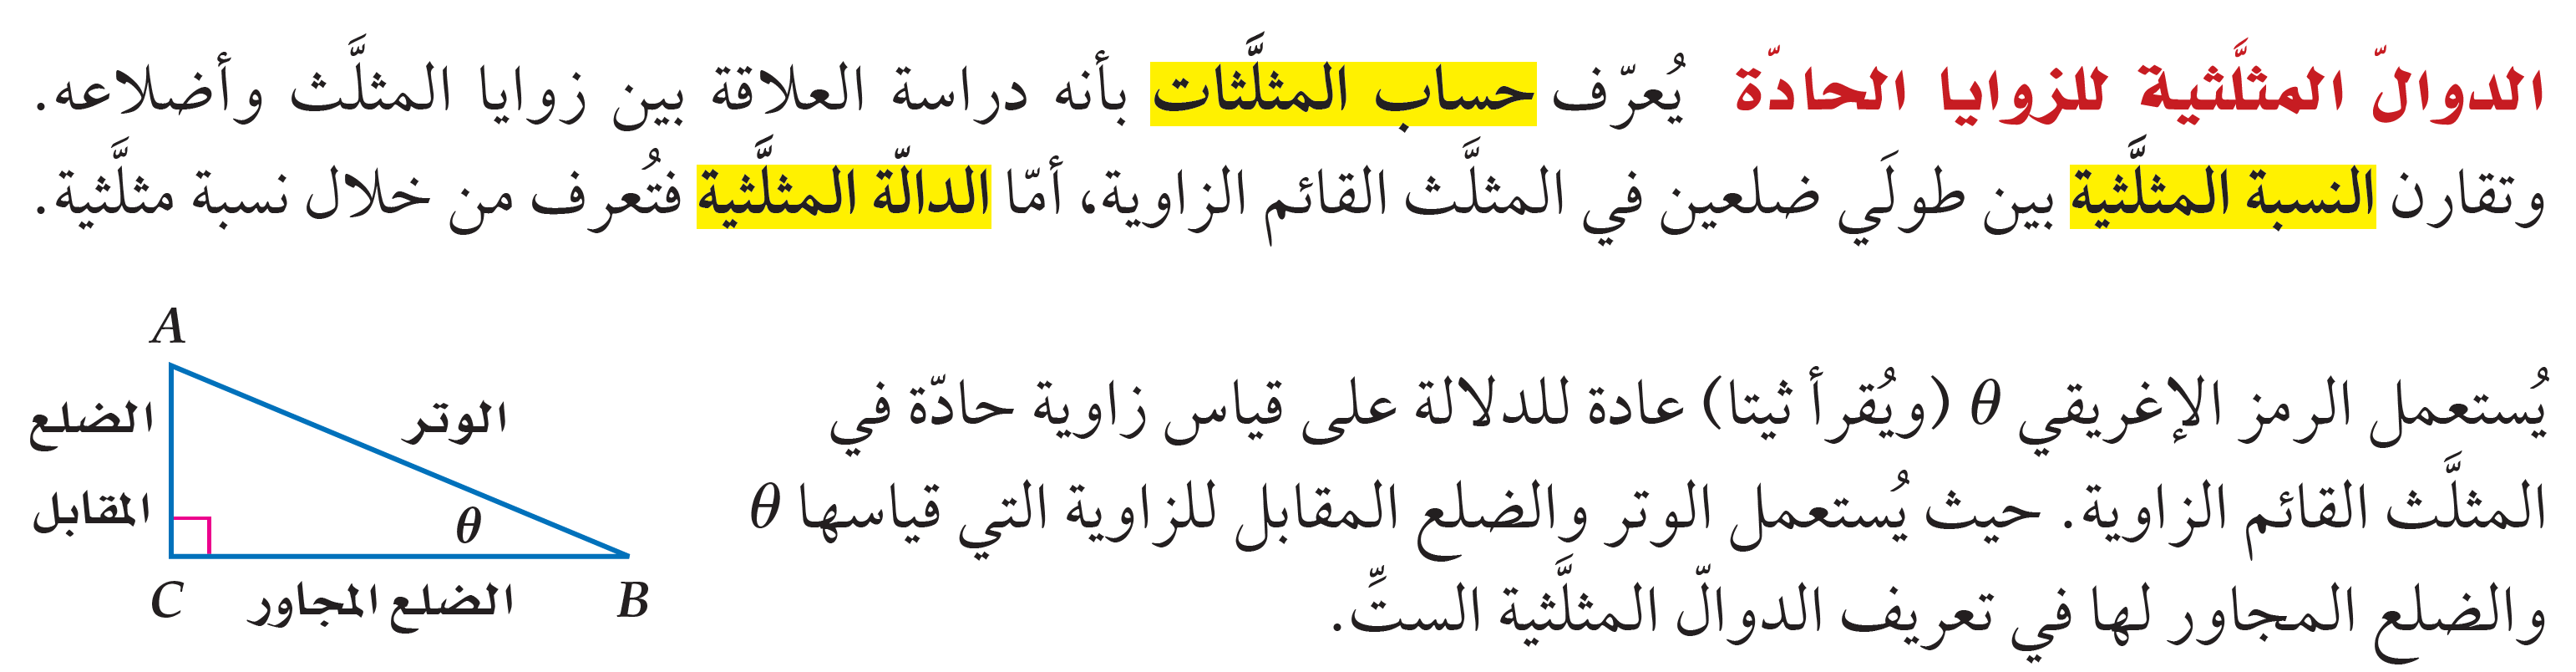 الدوالّ المثلَّثية للزوايا الحادّة يُعرّف حساب المثلَّثات بأنه دراسة العلاقة بين زوايا المثلَّث وأضلاعه.
وتقارن النسبة المثلَّثية بين طولَي ضلعين في المثلَّث القائم الزاوية، أمّا الدالّة المثلَّثية فتُعرف من خلال نسبة مثلَّثية.
يُستعمل الرمز الإغريقي θ (ويُقرأ ثيتا) عادة للدلالة على قياس زاوية حادّة في
المثلَّث القائم الزاوية. حيث يُستعمل الوتر والضلع المقابل للزاوية التي قياسها θ
والضلع المجاور لها في تعريف الدوالّ المثلَّثية الستِّ.
A
الوتر
الضلع
المقابل
θ
C
الضلع المجاور
B